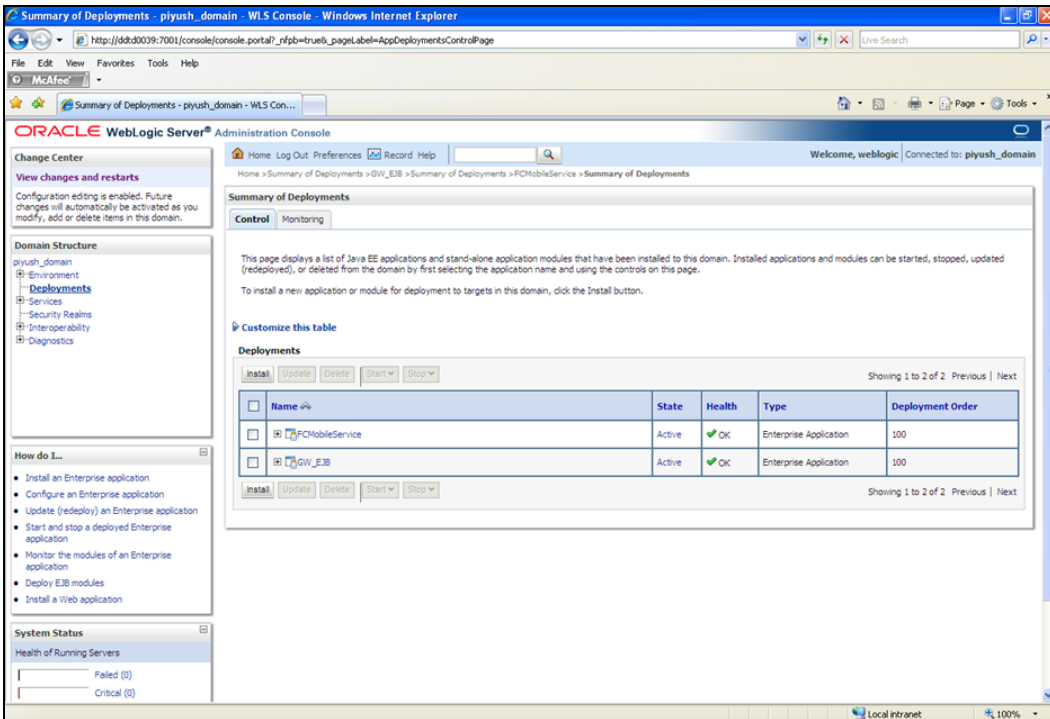 Summary of Deployments - piyush_domain - WLS Console - Windows Internet Explorer
http://ddtd0039:7001/console/console.portal?_nfpb=true&_pageLabel=AppDeploymentsControlPage
Live Search
File Edit View Favorites Tools Help
McAfee
Summary of Deployments - piyush_domain - WLS Con...
Page Tools
ORACLE WebLogic Server® Administration Console
Change Center
View changes and restarts
Configuration editing is enabled. Future
changes will automatically be activated as you
modify, add or delete items in this domain.
Domain Structure
piyush_domain
Environment
Deployments
Services
Security Realms
Interoperability
Diagnostics
How do I...
Install an Enterprise application
Configure an Enterprise application
Update (redeploy) an Enterprise application
Start and stop a deployed Enterprise
application
Monitor the modules of an Enterprise
application
Deploy EJB modules
Install a Web application
System Status
Health of Running Servers
Failed (0)
Critical (0)
Home Log Out Preferences Record Help
Welcome, weblogic Connected to: piyush_domain
Home >Summary of Deployments >GW_EJB >Summary of Deployments >FCMobileService >Summary of Deployments
Summary of Deployments
Control Monitoring
This page displays a list of Java EE applications and stand-alone application modules that have been installed to this domain. Installed applications and modules can be started, stopped, updated
(redeployed), or deleted from the domain by first selecting the application name and using the controls on this page.
To install a new application or module for deployment to targets in this domain, click the Install button.
Customize this table
Deployments
Install Update Delete Start Stop Showing 1 to 2 of 2 Previous | Next
Name State Health Type Deployment Order
FCMobileService Active OK Enterprise Application 100
GW_EJB Active OK Enterprise Application 100
Install Update Delete Start Stop Showing 1 to 2 of 2 Previous | Next
Local intranet 100%